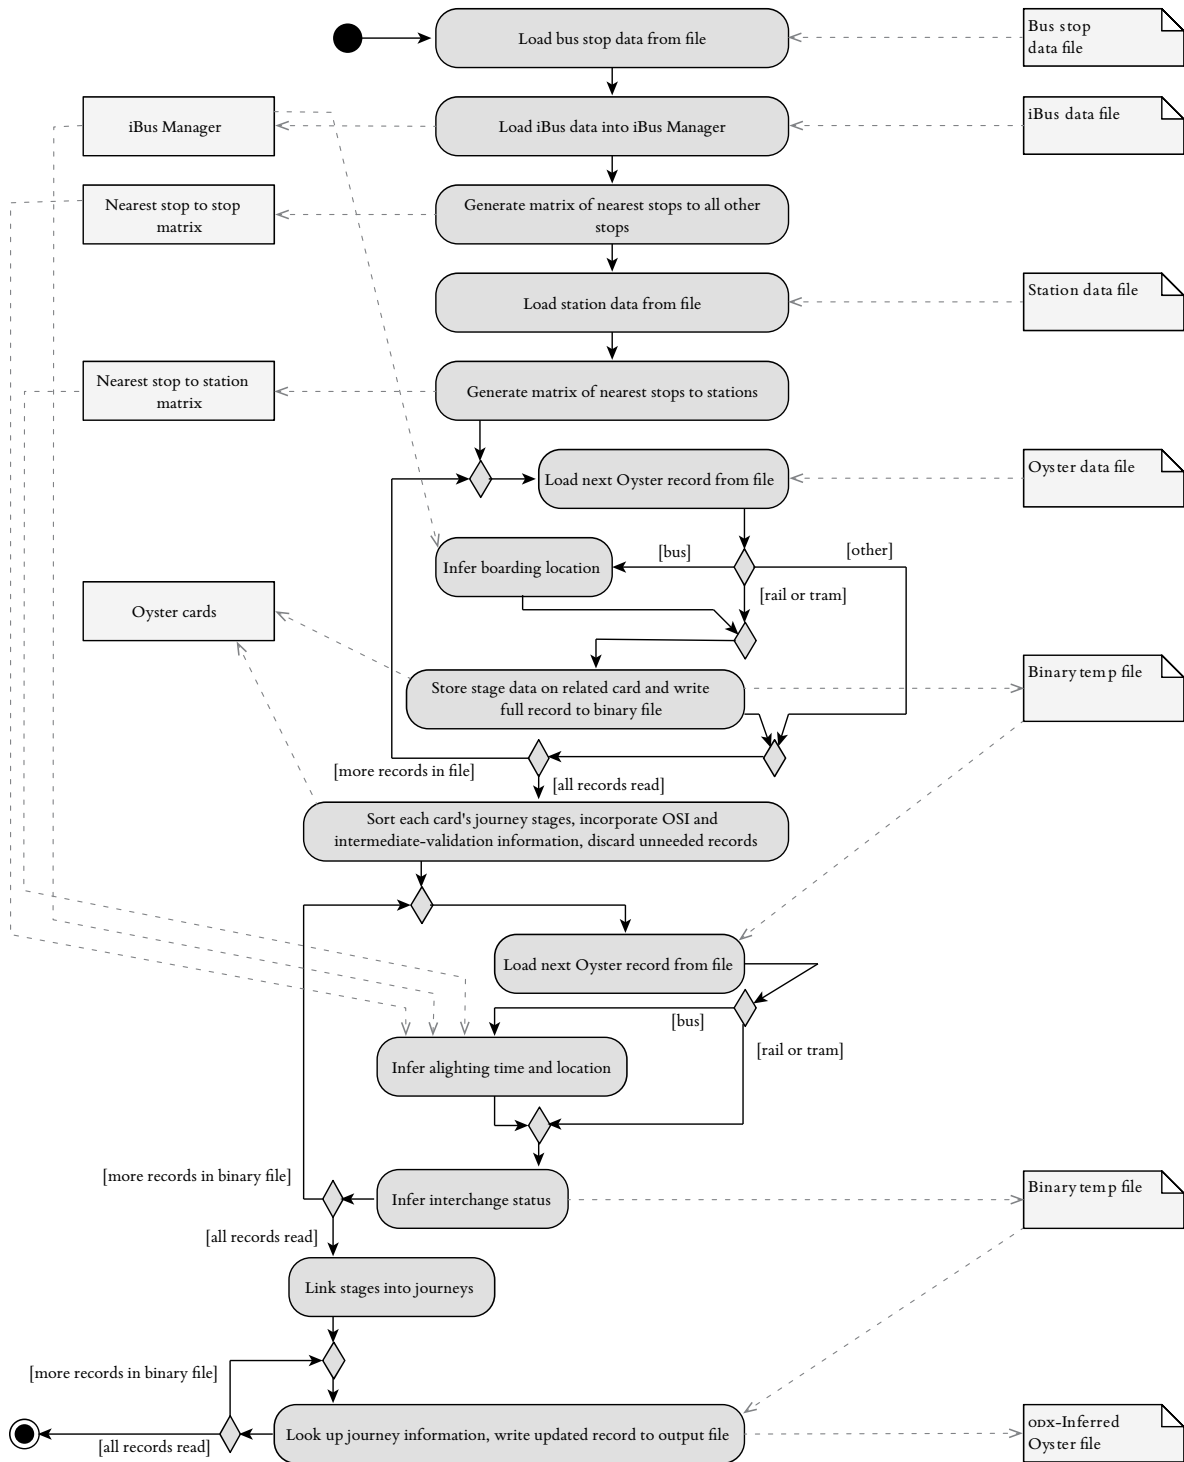 Load bus stop data from file
Bus stop
data file
iBus Manager
Load iBus data into iBus Manager
iBus data file
Nearest stop to stop
matrix
Generate matrix of nearest stops to all other
stops
Load station data from file
Station data file
Nearest stop to station
matrix
Generate matrix of nearest stops to stations
Load next Oyster record from file
Oyster data file
Infer boarding location
[bus]
[other]
[rail or tram]
Oyster cards
Store stage data on related card and write
full record to binary file
Binary temp file
[more records in file]
[all records read]
Sort each card's journey stages, incorporate OSI and
intermediate-validation information, discard unneeded records
Load next Oyster record from file
[bus]
[rail or tram]
Infer alighting time and location
[more records in binary file]
Infer interchange status
Binary temp file
[all records read]
Link stages into journeys
[more records in binary file]
Look up journey information, write updated record to output file
[all records read]
ODX-Inferred
Oyster file